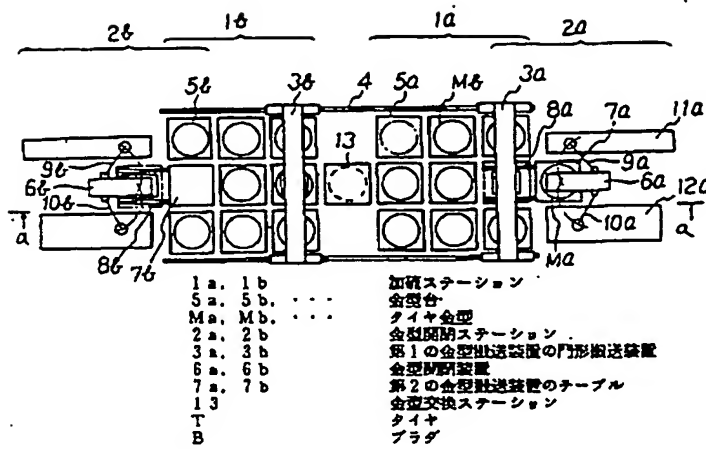 2b 1b 1a 2a
5b 3b 4 5a Mb 3a
8a 7a 11a
13
9b 9a
6b 6a
10b 12a
a 10a a
8b 7b Ma
1a, 1b 加硫ステーション
5a, 5b, ・・・ 金型台
Ma, Mb, ・・・ タイヤ金型
2a, 2b 金型開閉ステーション
3a, 3b 第1の金型搬送装置の門形搬送装置
6a, 6b 金型開閉装置
7a, 7b 第2の金型搬送装置のテーブル
13 金型交換ステーション
T タイヤ
B ブラダ